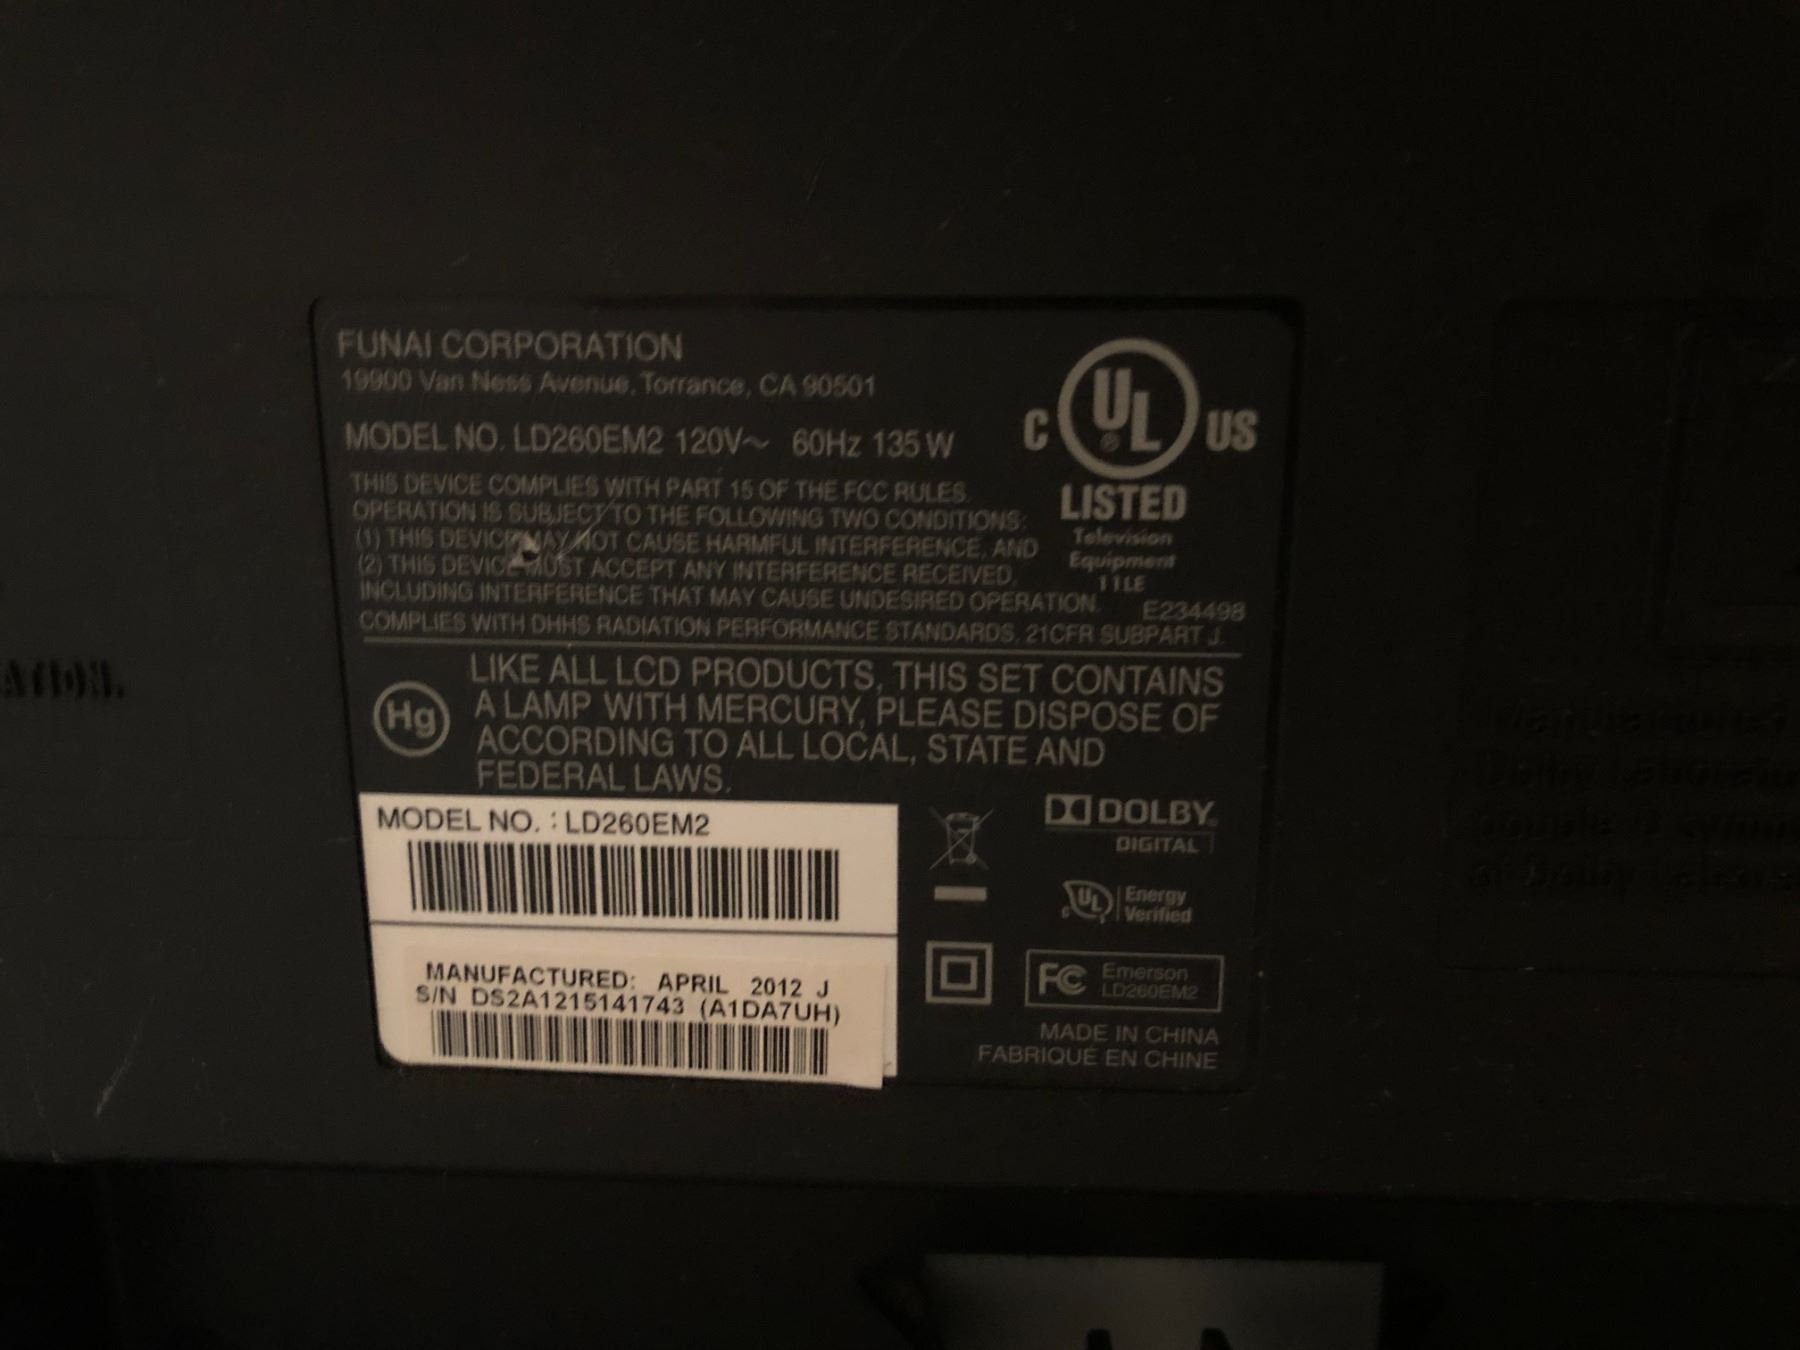 FUNAI CORPORATION
19900 Van Ness Avenue, Torrance, CA 90501
MODEL NO. LD260EM2 120V~ 60Hz 135 W
C UL ® US
LISTED
Television
Equipment
11LE
E234498
THIS DEVICE COMPLIES WITH PART 15 OF THE FCC RULES.
OPERATION IS SUBJECT TO THE FOLLOWING TWO CONDITIONS:
(1) THIS DEVICE MAY NOT CAUSE HARMFUL INTERFERENCE, AND
(2) THIS DEVICE MUST ACCEPT ANY INTERFERENCE RECEIVED,
INCLUDING INTERFERENCE THAT MAY CAUSE UNDESIRED OPERATION.
COMPLIES WITH DHHS RADIATION PERFORMANCE STANDARDS, 21CFR SUBPART J.
Hg
LIKE ALL LCD PRODUCTS, THIS SET CONTAINS
A LAMP WITH MERCURY, PLEASE DISPOSE OF
ACCORDING TO ALL LOCAL, STATE AND
FEDERAL LAWS.
MODEL NO. : LD260EM2
MANUFACTURED: APRIL 2012 J
S/N DS2A1215141743 (A1DA7UH)
DOLBY
DIGITAL
UL Energy
Verified
FC Emerson
LD260EM2
MADE IN CHINA
FABRIQUÉ EN CHINE